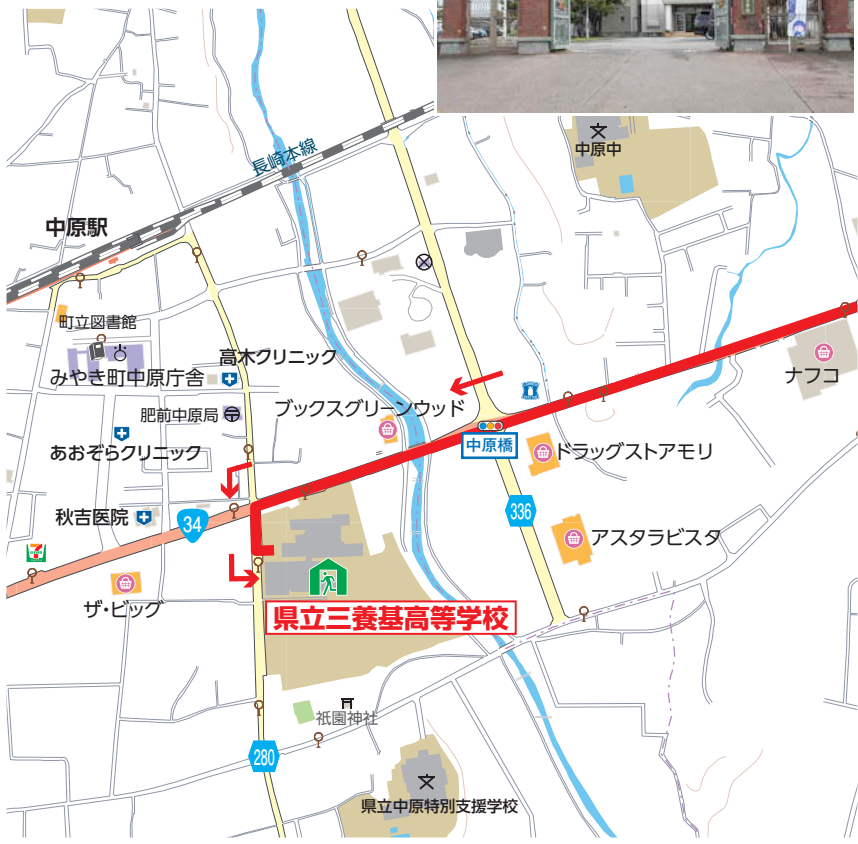 長崎本線
中原中
中原駅
町立図書館
高木クリニック
みやき町中原庁舎
ナフコ
肥前中原局
ブックスグリーンウッド
あおぞらクリニック
中原橋
ドラッグストアモリ
秋吉医院
34
336
アスタラビスタ
ザ・ビッグ
県立三養基高等学校
祇園神社
280
県立中原特別支援学校